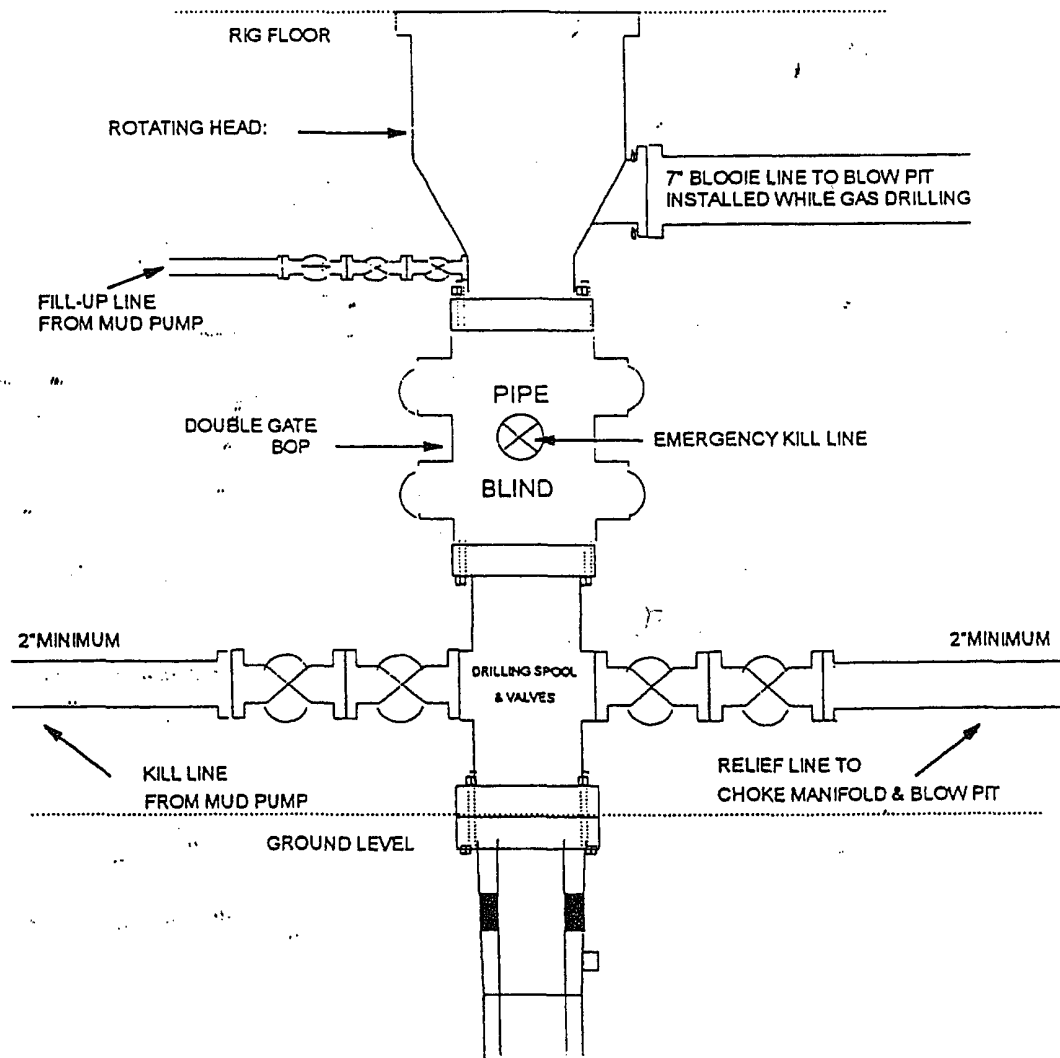 RIG FLOOR
ROTATING HEAD:
7" BLOOIE LINE TO BLOW PIT
INSTALLED WHILE GAS DRILLING
FILL-UP LINE
FROM MUD PUMP
PIPE
DOUBLE GATE
BOP
EMERGENCY KILL LINE
BLIND
2"MINIMUM
2"MINIMUM
DRILLING SPOOL
& VALVES
KILL LINE
FROM MUD PUMP
RELIEF LINE TO
CHOKE MANIFOLD & BLOW PIT
GROUND LEVEL